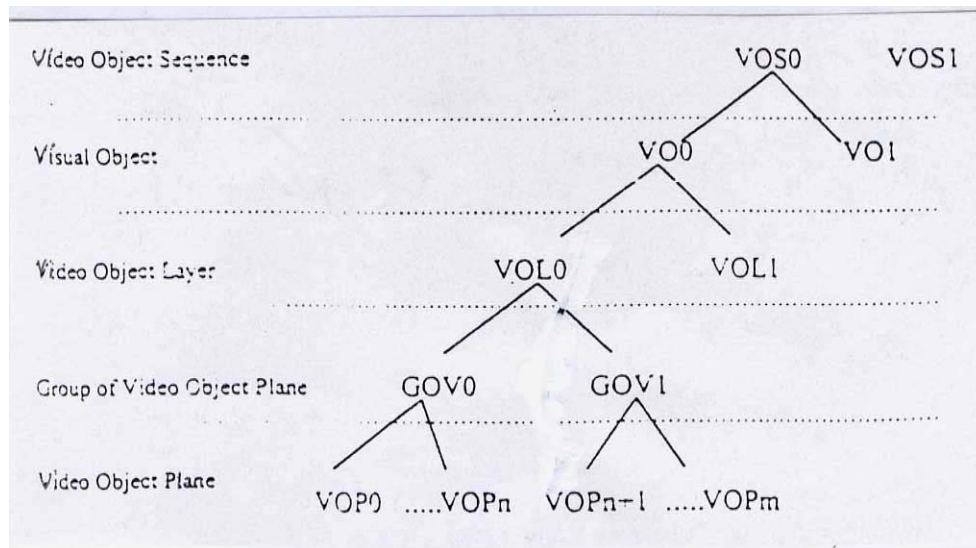 Video Object Sequence VOS0 VOS1
Visual Object VO0 VO1
Video Object Layer VOL0 VOL1
Group of Video Object Plane GOV0 GOV1
Video Object Plane VOP0 .....VOPn VOPn+1 .....VOPm